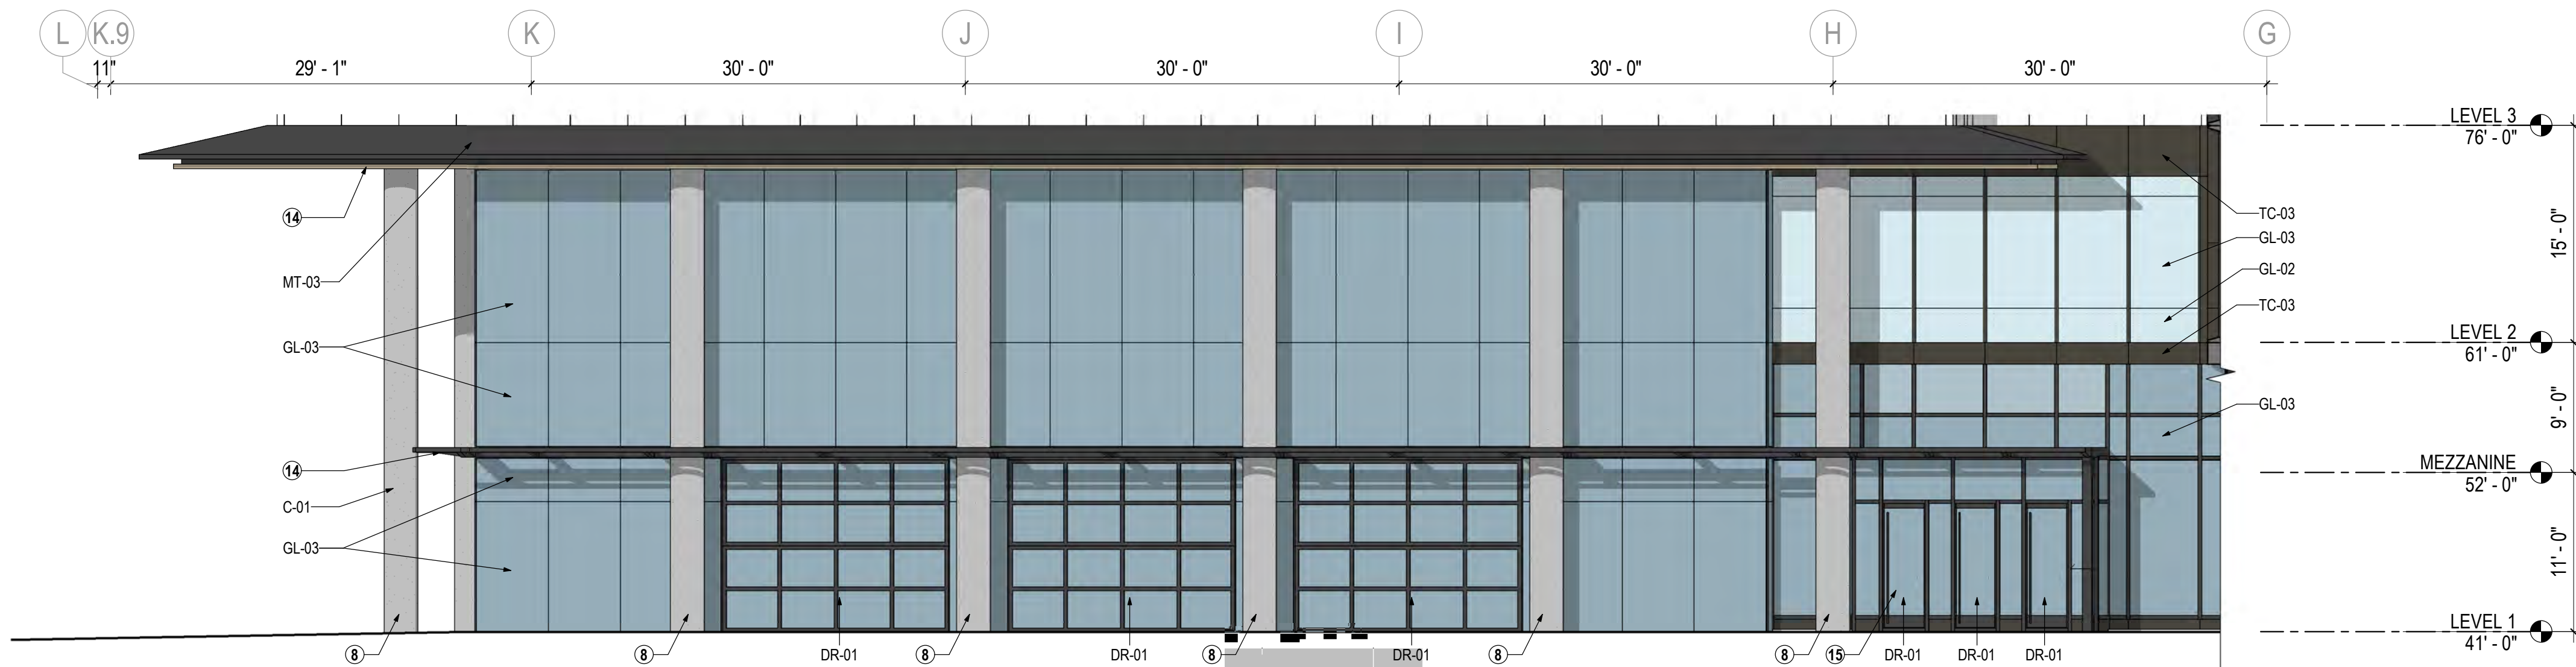 L
K.9
K
J
I
H
G
11"
29' - 1"
30' - 0"
30' - 0"
30' - 0"
30' - 0"
LEVEL 3
76' - 0"
14
TC-03
15' - 0"
GL-03
GL-02
MT-03
TC-03
LEVEL 2
61' - 0"
GL-03
GL-03
9' - 0"
14
MEZZANINE
52' - 0"
C-01
GL-03
11' - 0"
LEVEL 1
41' - 0"
8
8
DR-01
8
DR-01
8
DR-01
8
8
15
DR-01
DR-01
DR-01